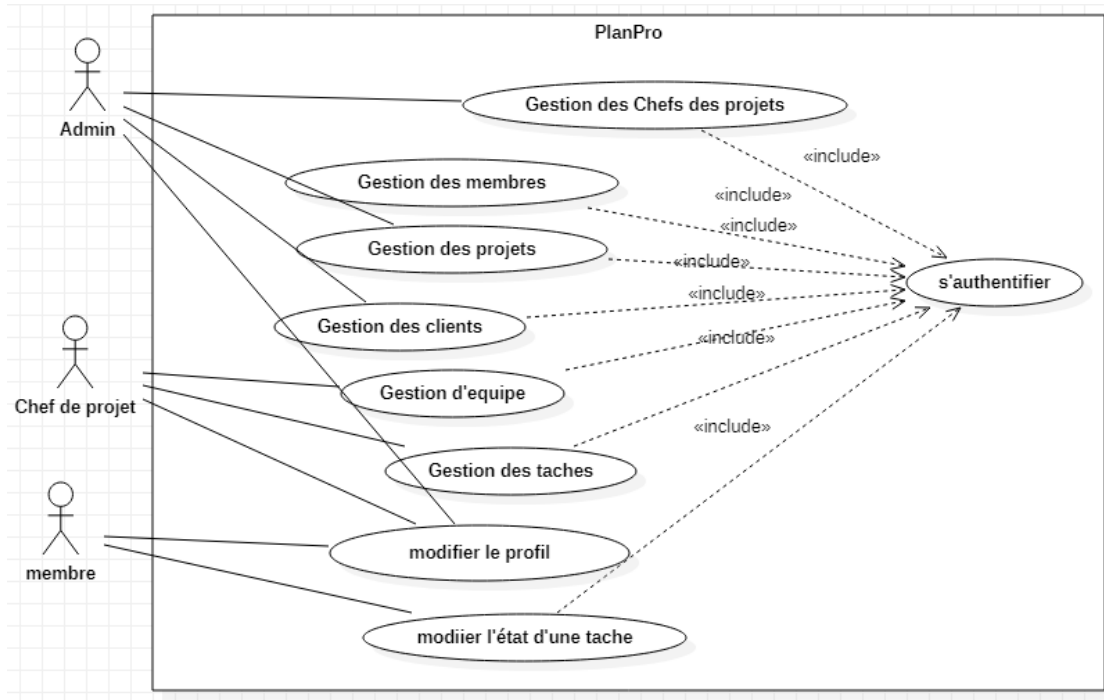 PlanPro
Admin
Gestion des Chefs des projets
«include»
Gestion des membres
«include»
«include»
Gestion des projets
«include»
s'authentifier
«include»
Gestion des clients
«include»
Chef de projet
Gestion d'equipe
Gestion des taches
«include»
membre
modifier le profil
modiier l'état d'une tache